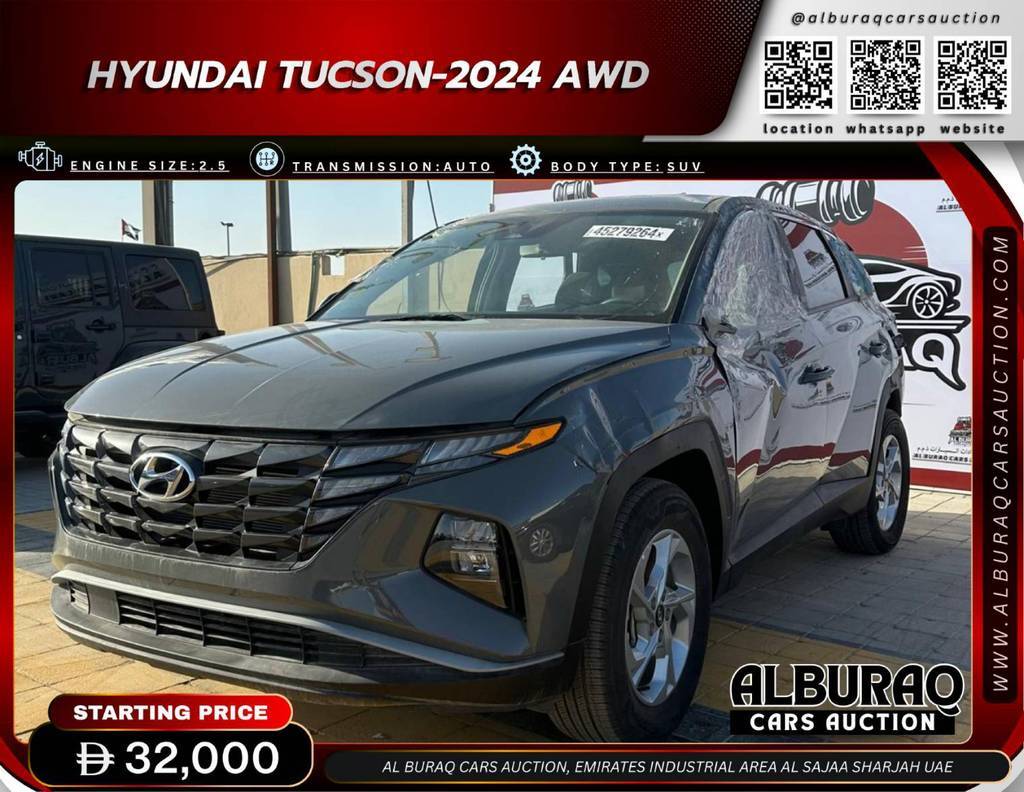 @alburaqcarsauction
HYUNDAI TUCSON-2024 AWD
location whatsapp website
ENGINE SIZE:2.5 TRANSMISSION:AUTO BODY TYPE: SUV
45279264x
WWW.ALBURAQCARSAUCTION.COM
ALBURAQ
CARS AUCTION
STARTING PRICE
32,000
AL BURAQ CARS AUCTION, EMIRATES INDUSTRIAL AREA AL SAJAA SHARJAH UAE